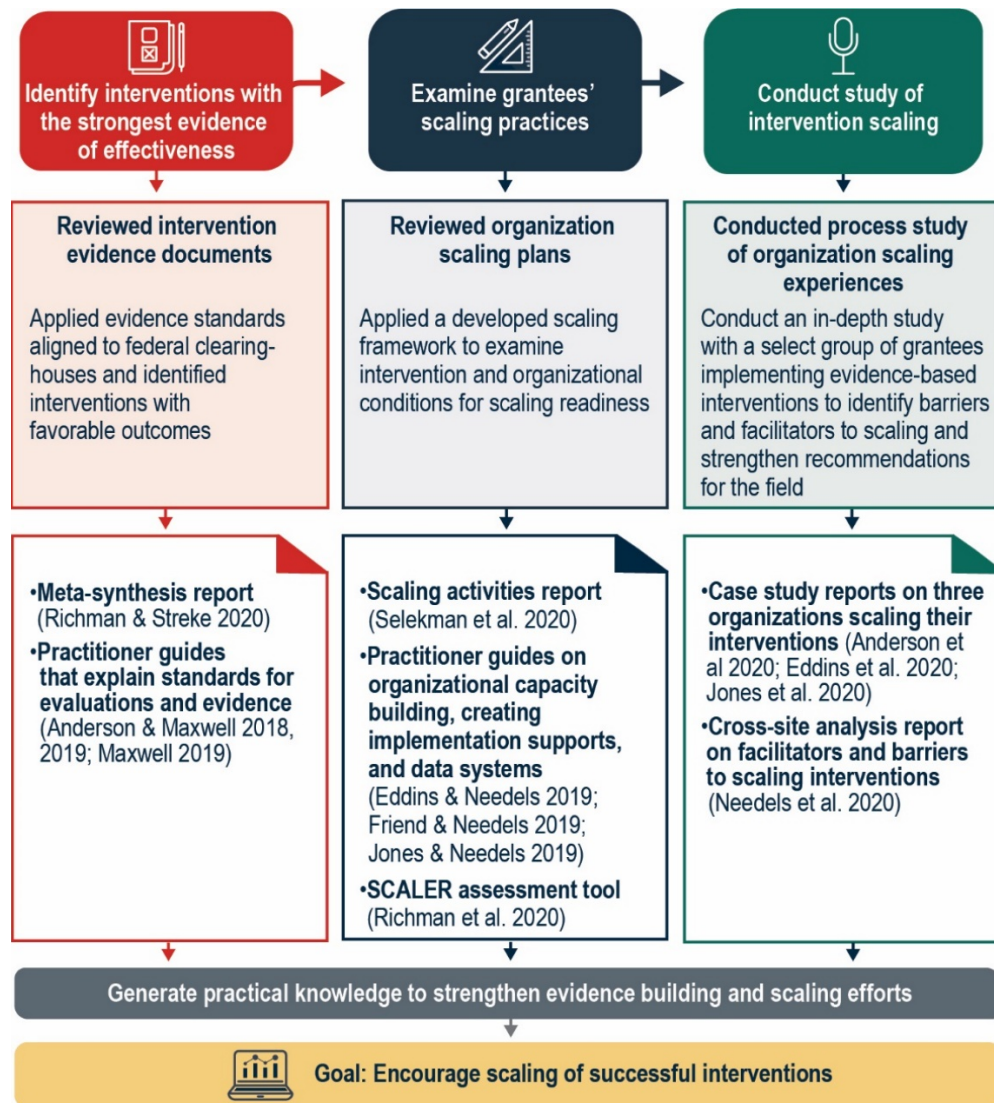 Identify interventions with
the strongest evidence
of effectiveness
Examine grantees’
scaling practices
Conduct study of
intervention scaling
Reviewed intervention
evidence documents
Applied evidence standards
aligned to federal clearing-
houses and identified
interventions with
favorable outcomes
Reviewed organization
scaling plans
Applied a developed scaling
framework to examine
intervention and organizational
conditions for scaling readiness
Conducted process study
of organization scaling
experiences
Conduct an in-depth study
with a select group of grantees
implementing evidence-based
interventions to identify barriers
and facilitators to scaling and
strengthen recommendations
for the field
•Meta-synthesis report
(Richman & Streke 2020)
•Practitioner guides
that explain standards for
evaluations and evidence
(Anderson & Maxwell 2018,
2019; Maxwell 2019)
•Scaling activities report
(Selekman et al. 2020)
•Practitioner guides on
organizational capacity
building, creating
implementation supports,
and data systems
(Eddins & Needels 2019;
Friend & Needels 2019;
Jones & Needels 2019)
•SCALER assessment tool
(Richman et al. 2020)
•Case study reports on three
organizations scaling their
interventions (Anderson et
al 2020; Eddins et al. 2020;
Jones et al. 2020)
•Cross-site analysis report
on facilitators and barriers
to scaling interventions
(Needels et al. 2020)
Generate practical knowledge to strengthen evidence building and scaling efforts
Goal: Encourage scaling of successful interventions